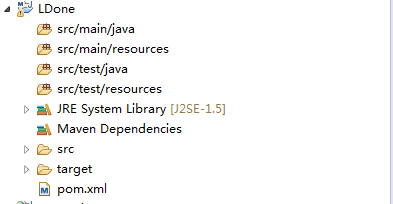 LDone
src/main/java
src/main/resources
src/test/java
src/test/resources
JRE System Library [J2SE-1.5]
Maven Dependencies
src
target
pom.xml